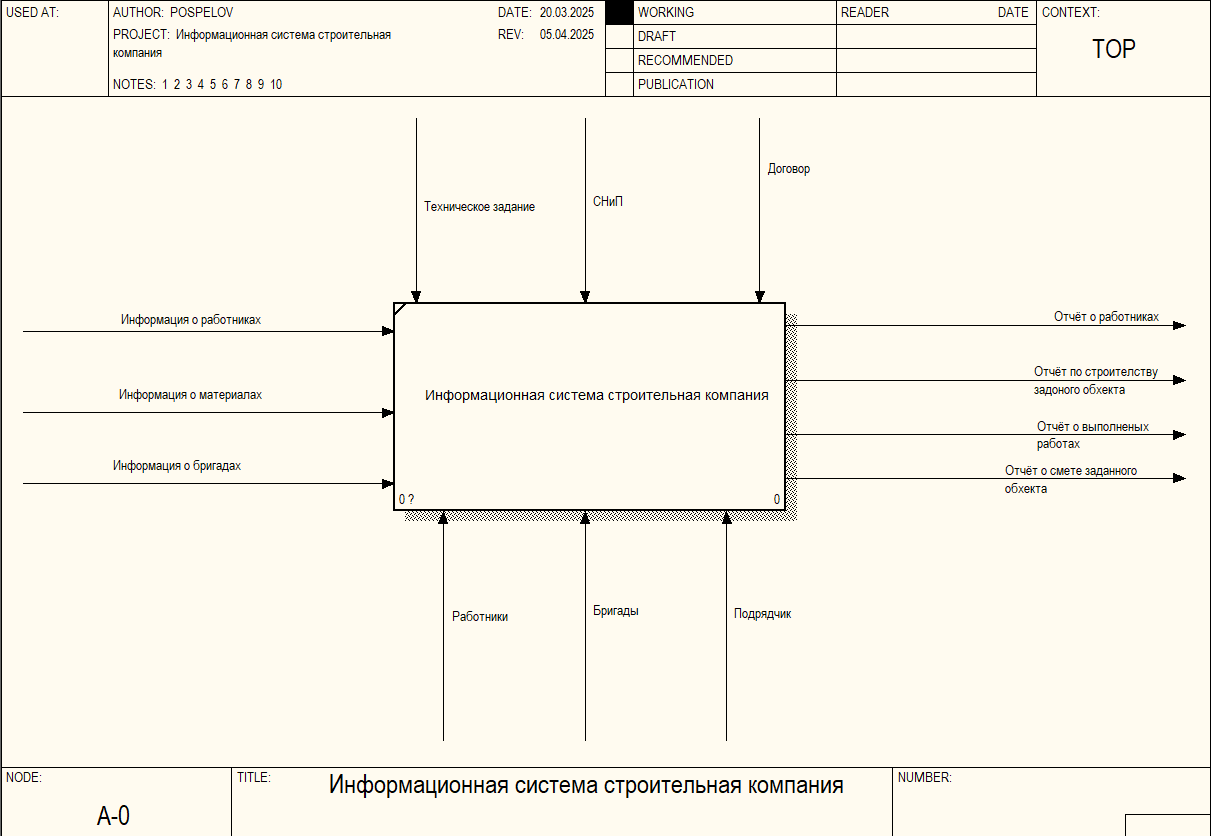 USED AT:
AUTHOR: POSPELOV
DATE: 20.03.2025
PROJECT: Информационная система строительная
компания
REV: 05.04.2025
NOTES: 1 2 3 4 5 6 7 8 9 10
WORKING
DRAFT
RECOMMENDED
PUBLICATION
READER
DATE
CONTEXT:
TOP
Договор
СНиП
Техническое задание
Информация о работниках
Информация о материалах
Информация о бригадах
Информационная система строительная компания
0 ?
0
Отчёт о работниках
Отчёт по строителству
задоного обхекта
Отчёт о выполненых
работах
Отчёт о смете заданного
обхекта
Работники
Бригады
Подрядчик
NODE:
A-0
TITLE:
Информационная система строительная компания
NUMBER: